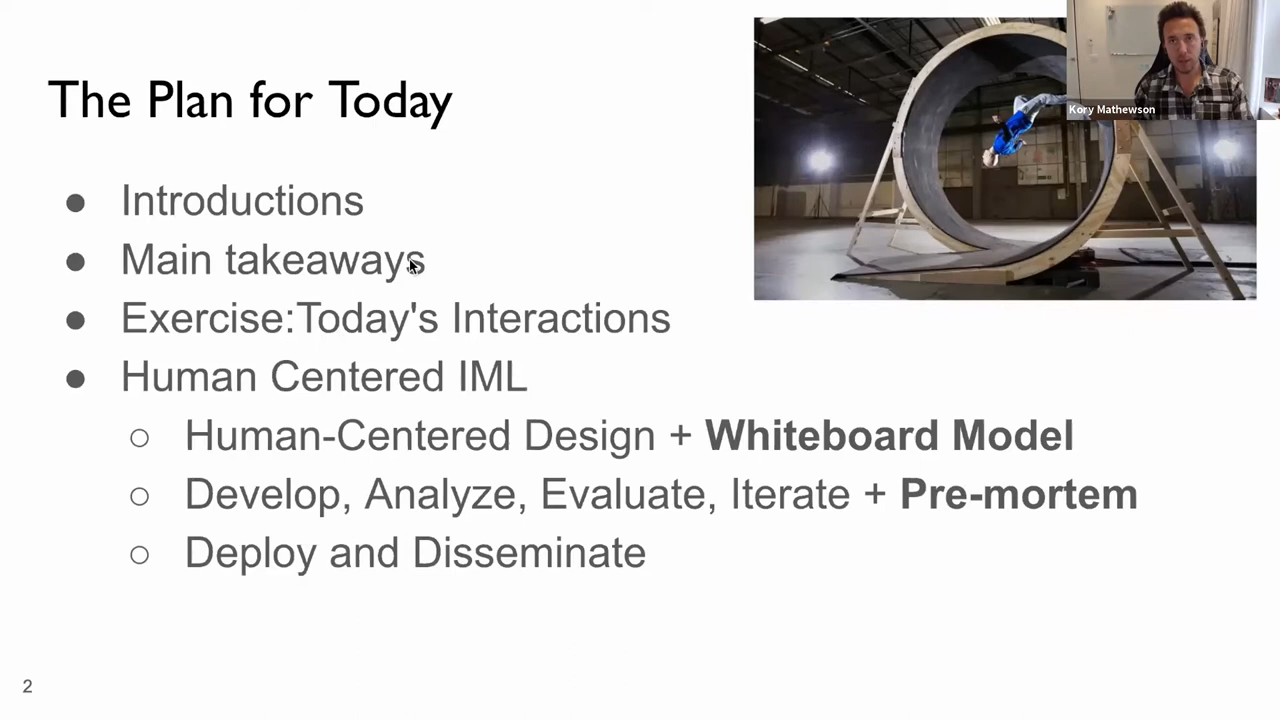 The Plan for Today
Kory Mathewson
● Introductions
● Main takeaways
● Exercise:Today's Interactions
● Human Centered IML
○ Human-Centered Design + Whiteboard Model
○ Develop, Analyze, Evaluate, Iterate + Pre-mortem
○ Deploy and Disseminate
2